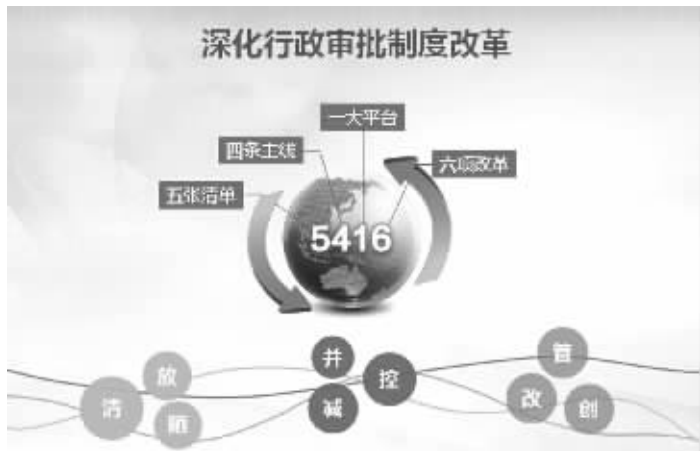 深化行政审批制度改革
一大平台
四条主线
六项改革
五张清单
5416
并
管
放
控
清
减
改
创